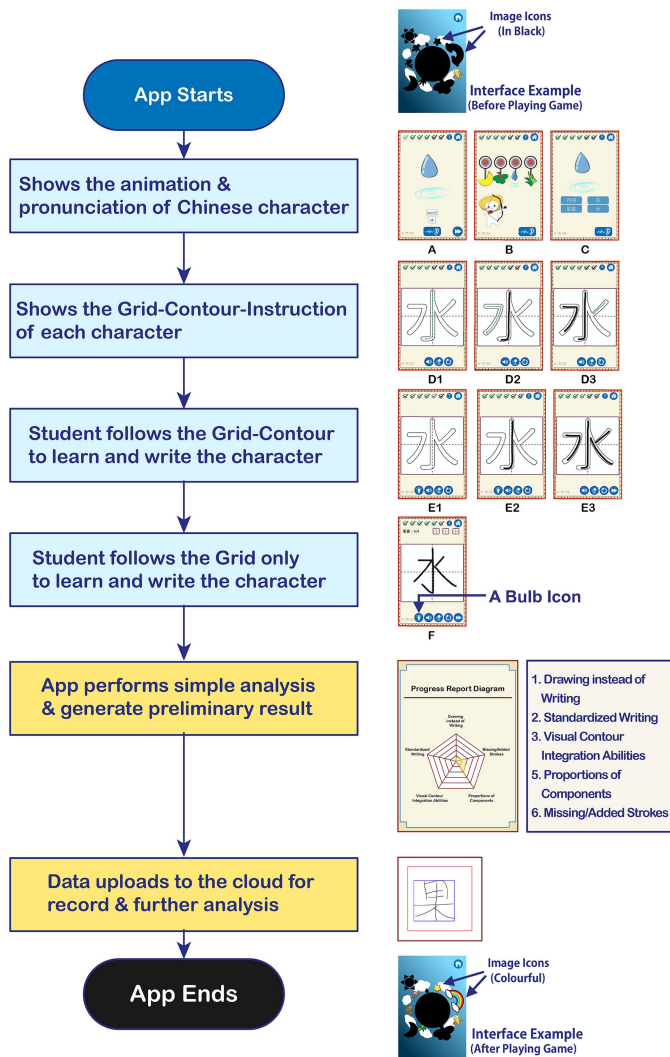 Image Icons
(In Black)
Interface Example
(Before Playing Game)
App Starts
Shows the animation &
pronunciation of Chinese character
A
B
C
Shows the Grid-Contour-Instruction
of each character
水
水
水
D1
D2
D3
Student follows the Grid-Contour
to learn and write the character
水
水
水
E1
E2
E3
Student follows the Grid only
to learn and write the character
水
F
A Bulb Icon
App performs simple analysis
& generate preliminary result
Progress Report Diagram
Drawing
instead of
Writing
Standardized
Writing
Missing/Added
Strokes
Visual Contour
Integration Abilities
Proportions of
Components
1. Drawing instead of
Writing
2. Standardized Writing
3. Visual Contour
Integration Abilities
5. Proportions of
Components
6. Missing/Added Strokes
Data uploads to the cloud for
record & further analysis
果
App Ends
Image Icons
(Colourful)
Interface Example
(After Playing Game)